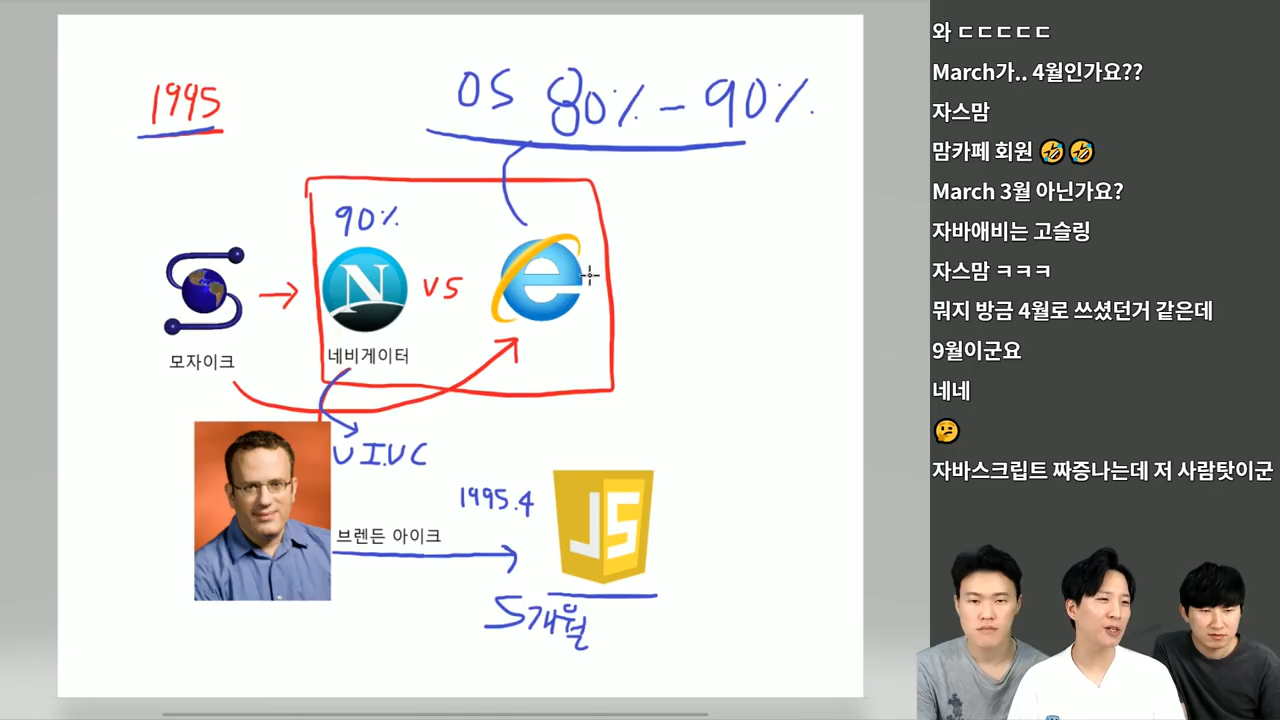 1995
OS 80% - 90%
90%
N
VS
e
모자이크
네비게이터
UIUC
1995.4
JS
브렌든 아이크
5개월
와 ㄷㄷㄷㄷㄷ
March가.. 4월인가요??
자스맘
맘카페 회원 🤣🤣
March 3월 아닌가요?
자바애비는 고슬링
자스맘 ㅋㅋㅋ
뭐지 방금 4월로 쓰셨던거 같은데
9월이군요
네네
🤔
자바스크립트 짜증나는데 저 사람탓이군